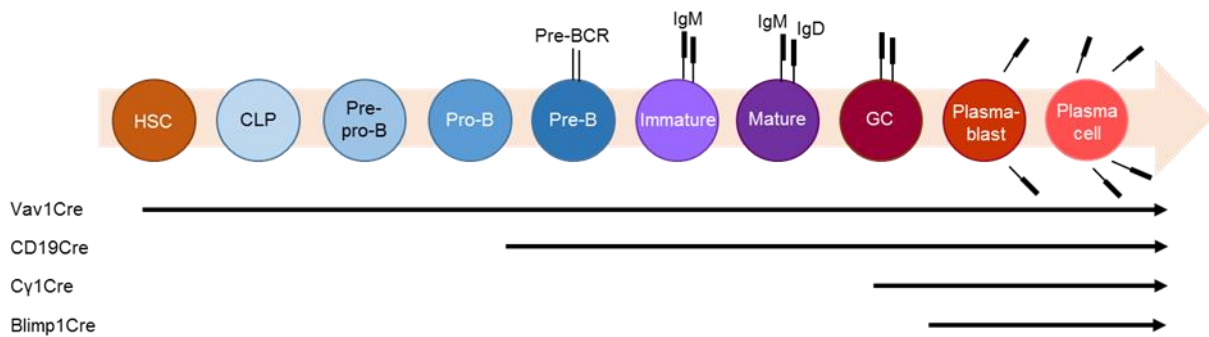 IgM
IgM
IgD
Pre-BCR
HSC
CLP
Pre-
pro-B
Pro-B
Pre-B
Immature
Mature
GC
Plasma-
blast
Plasma
cell
Vav1Cre
CD19Cre
Cγ1Cre
Blimp1Cre